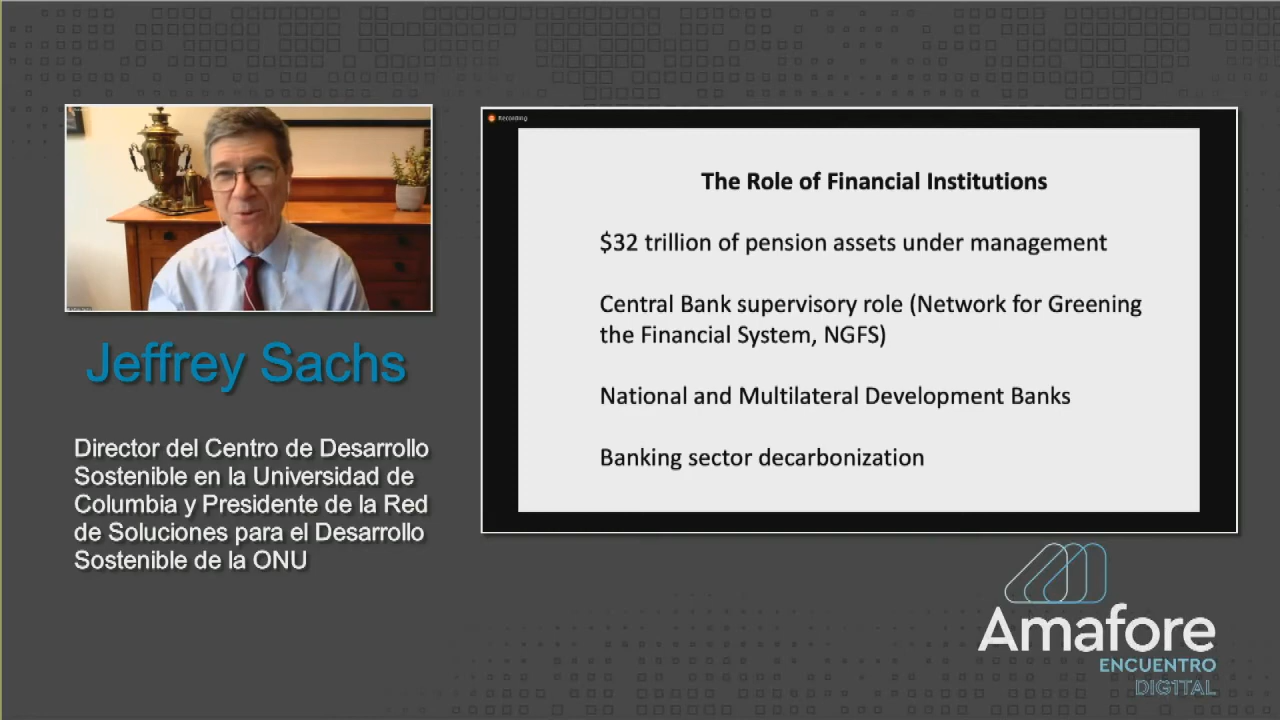 Jeffrey Sachs
Director del Centro de Desarrollo
Sostenible en la Universidad de
Columbia y Presidente de la Red
de Soluciones para el Desarrollo
Sostenible de la ONU
Recording
The Role of Financial Institutions
$32 trillion of pension assets under management
Central Bank supervisory role (Network for Greening
the Financial System, NGFS)
National and Multilateral Development Banks
Banking sector decarbonization
Amafore
ENCUENTRO
DIG1TAL